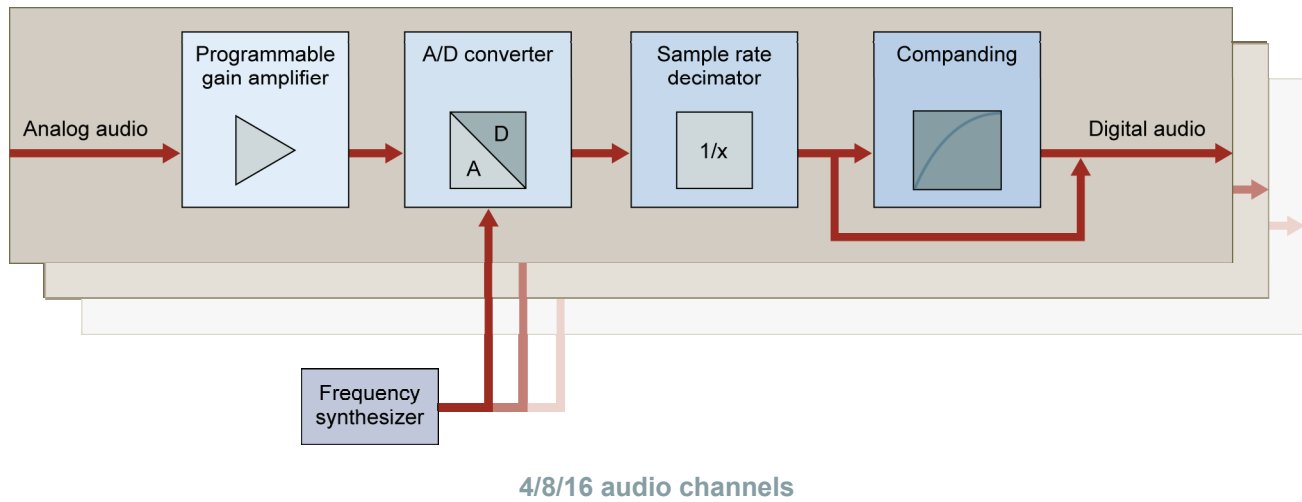 Programmable
gain amplifier
A/D converter
Sample rate
decimator
Companding
Analog audio
D
A
1/x
Digital audio
Frequency
synthesizer
4/8/16 audio channels